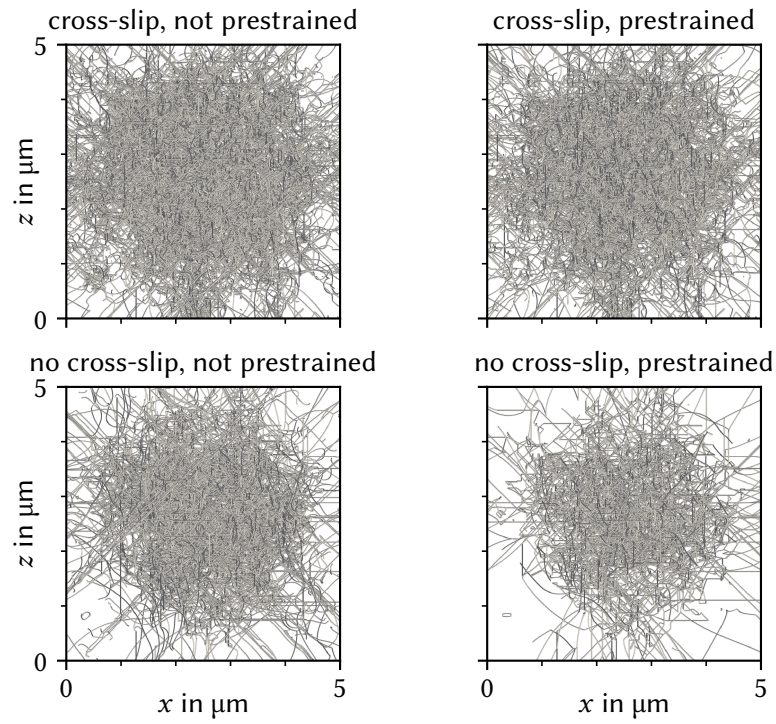 cross-slip, not prestrained
cross-slip, prestrained
5
z in μm
0
no cross-slip, not prestrained
no cross-slip, prestrained
5
z in μm
0
0
5
0
5
x in μm
x in μm